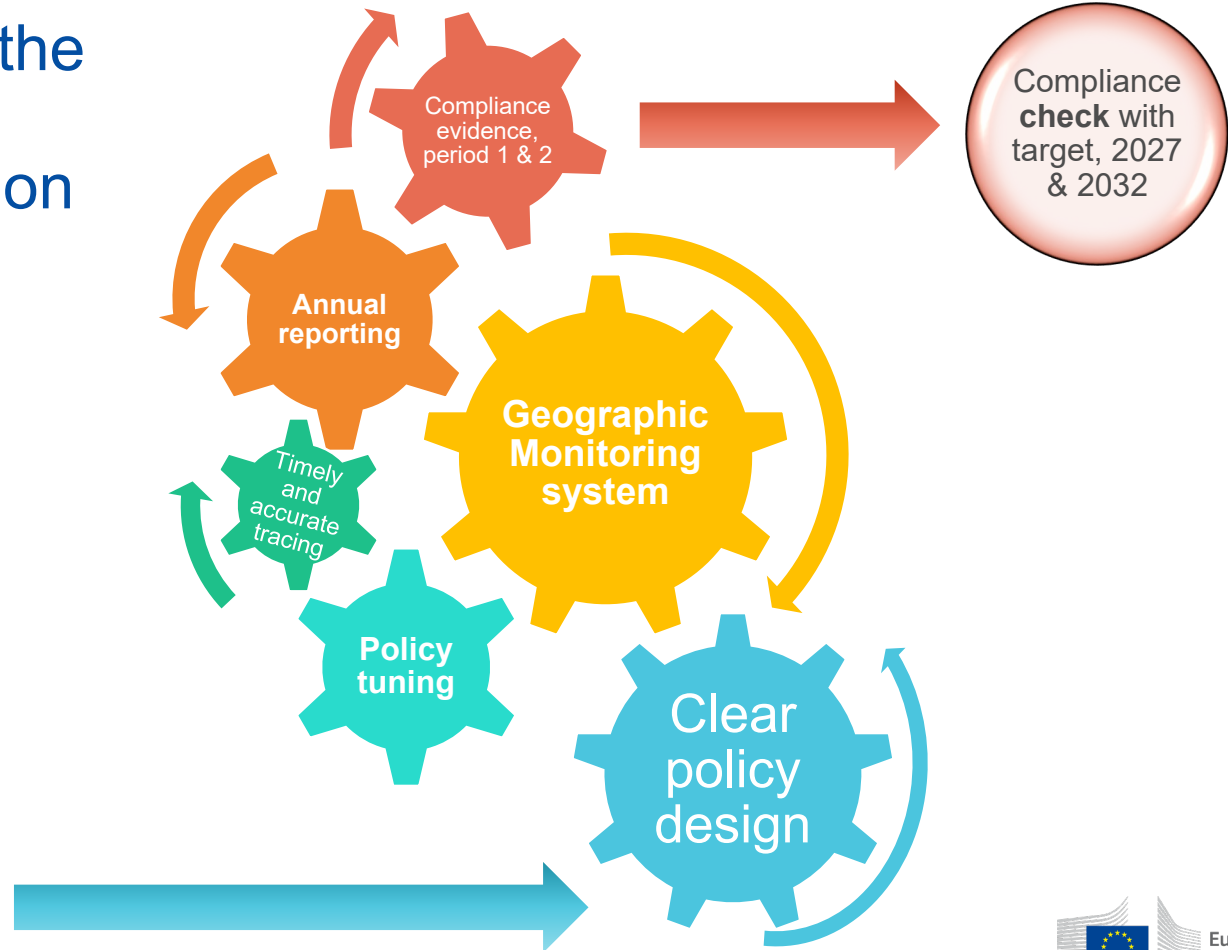 the
on
Compliance
evidence,
period 1 & 2
Compliance
check with
target, 2027
& 2032
Annual
reporting
Geographic
Monitoring
system
Timely
and
accurate
tracing
Policy
tuning
Clear
policy
design